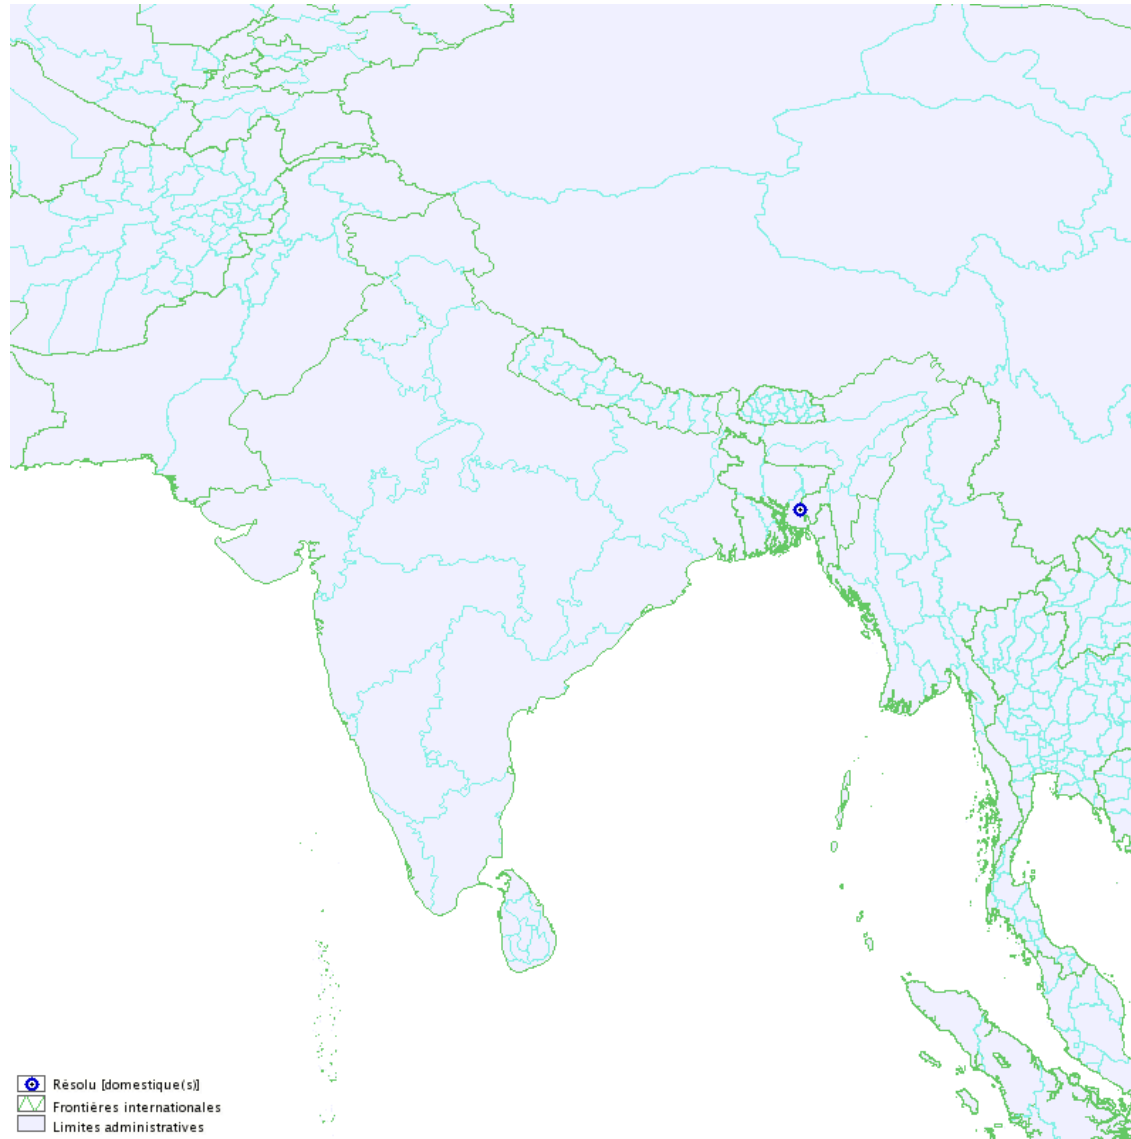 Résolu [domestique(s)]
Frontières internationales
Limites administratives